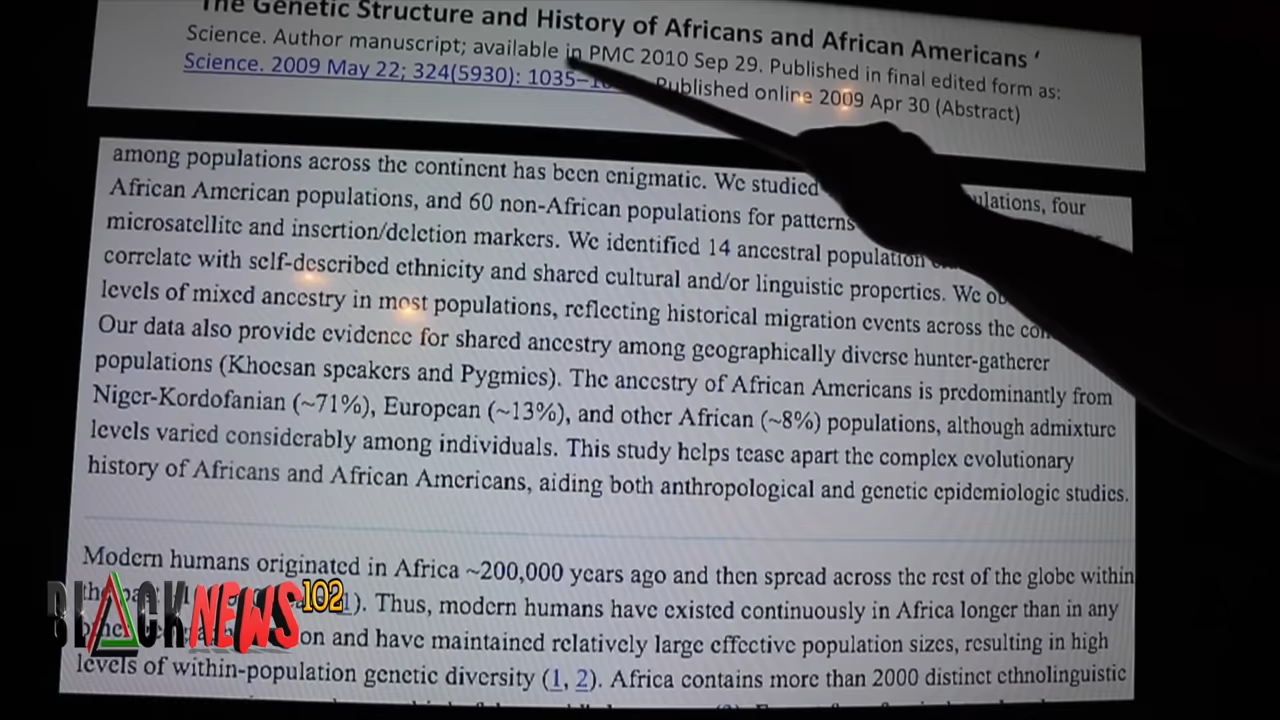 The Genetic Structure and History of Africans and African Americans '
Science. Author manuscript; available in PMC 2010 Sep 29. Published in final edited form as:
Science. 2009 May 22; 324(5930): 1035– Published online 2009 Apr 30 (Abstract)
among populations across the continent has been enigmatic. We studied four
African American populations, and 60 non-African populations for patterns
microsatellite and insertion/deletion markers. We identified 14 ancestral population
correlate with self-described ethnicity and shared cultural and/or linguistic properties. We
levels of mixed ancestry in most populations, reflecting historical migration events across the
Our data also provide evidence for shared ancestry among geographically diverse hunter-gatherer
populations (Khoesan speakers and Pygmies). The ancestry of African Americans is predominantly from
Niger-Kordofanian (~71%), European (~13%), and other African (~8%) populations, although admixture
levels varied considerably among individuals. This study helps tease apart the complex evolutionary
history of Africans and African Americans, aiding both anthropological and genetic epidemiologic studies.
Modern humans originated in Africa ~200,000 years ago and then spread across the rest of the globe within
1). Thus, modern humans have existed continuously in Africa longer than in any
and have maintained relatively large effective population sizes, resulting in high
levels of within-population genetic diversity (1, 2). Africa contains more than 2000 distinct ethnolinguistic
BLACK NEWS 102